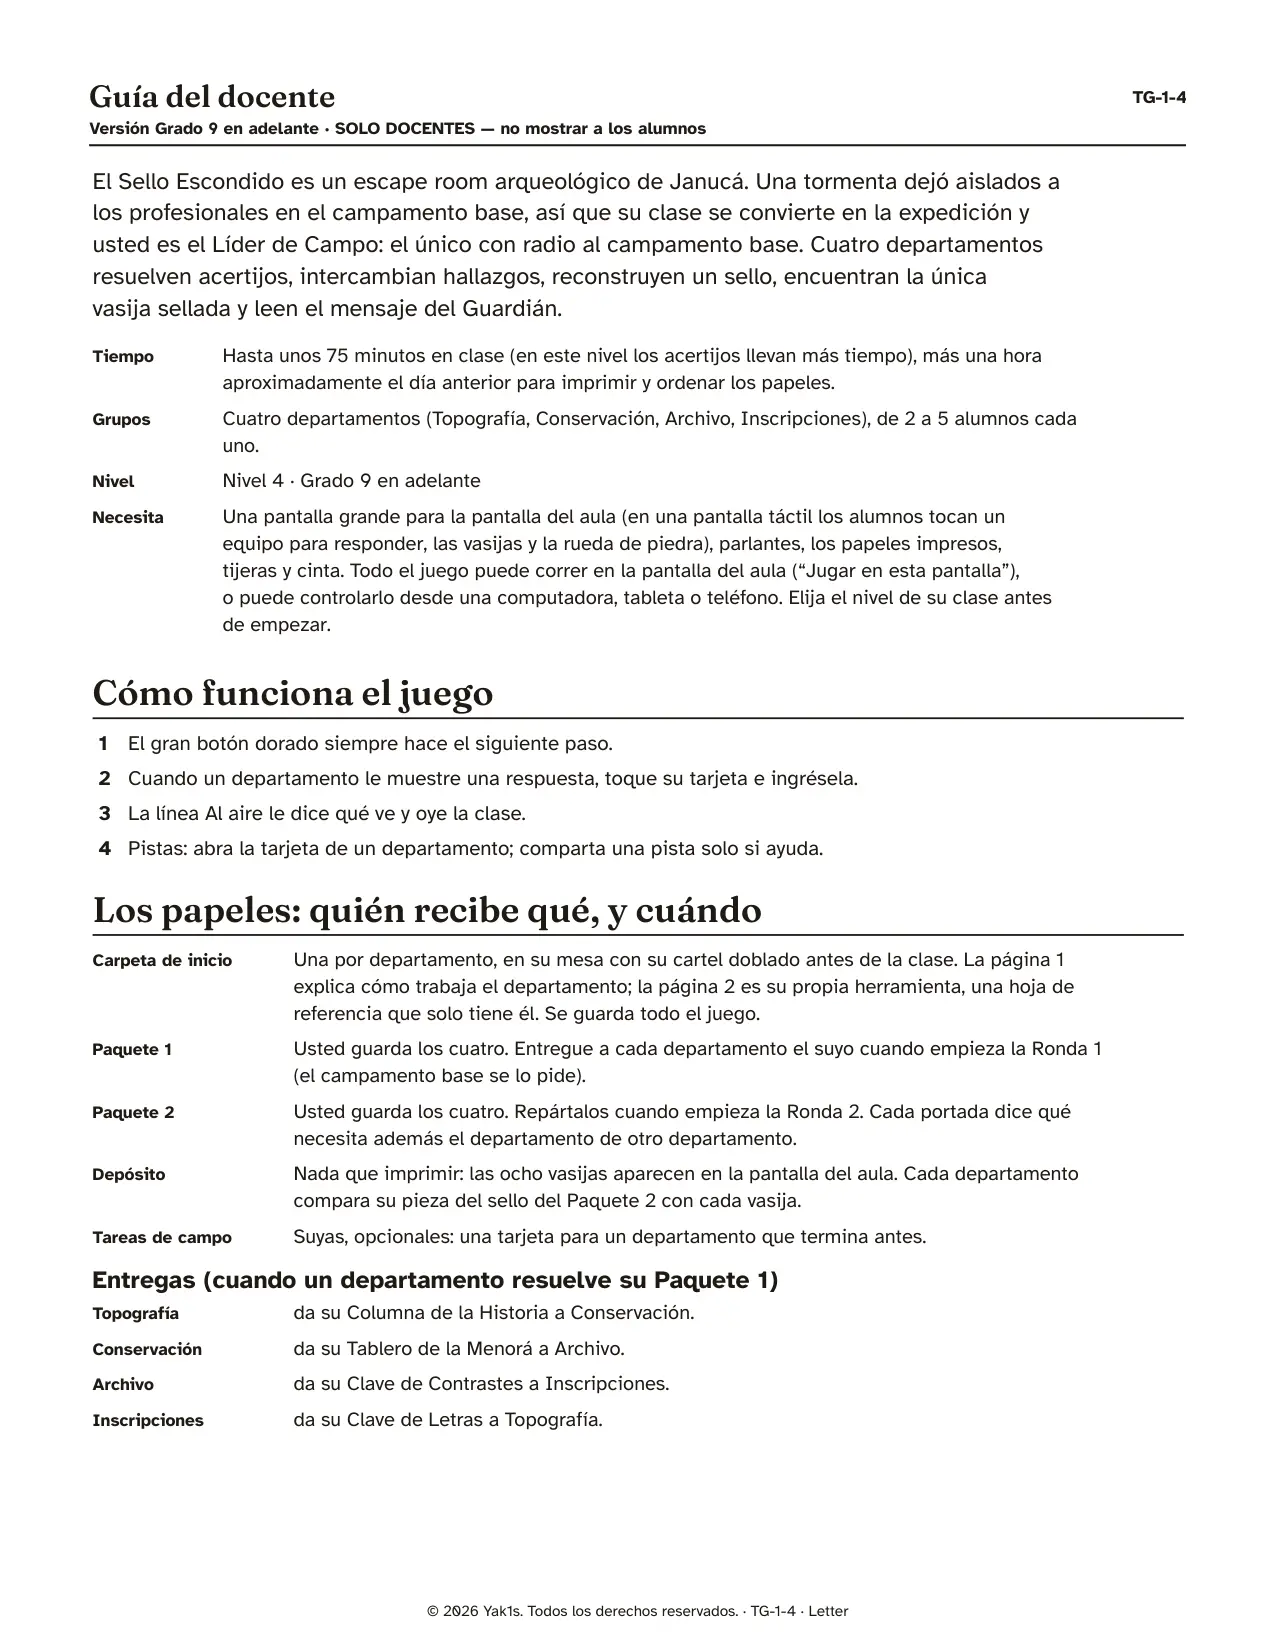 Guía del docente
TG-1-4
Versión Grado 9 en adelante · SOLO DOCENTES — no mostrar a los alumnos
El Sello Escondido es un escape room arqueológico de Janucá. Una tormenta dejó aislados a
los profesionales en el campamento base, así que su clase se convierte en la expedición y
usted es el Líder de Campo: el único con radio al campamento base. Cuatro departamentos
resuelven acertijos, intercambian hallazgos, reconstruyen un sello, encuentran la única
vasija sellada y leen el mensaje del Guardián.
Tiempo
Hasta unos 75 minutos en clase (en este nivel los acertijos llevan más tiempo), más una hora
aproximadamente el día anterior para imprimir y ordenar los papeles.
Grupos
Cuatro departamentos (Topografía, Conservación, Archivo, Inscripciones), de 2 a 5 alumnos cada
uno.
Nivel
Nivel 4 · Grado 9 en adelante
Necesita
Una pantalla grande para la pantalla del aula (en una pantalla táctil los alumnos tocan un
equipo para responder, las vasijas y la rueda de piedra), parlantes, los papeles impresos,
tijeras y cinta. Todo el juego puede correr en la pantalla del aula (“Jugar en esta pantalla”),
o puede controlarlo desde una computadora, tableta o teléfono. Elija el nivel de su clase antes
de empezar.
Cómo funciona el juego
1 El gran botón dorado siempre hace el siguiente paso.
2 Cuando un departamento le muestre una respuesta, toque su tarjeta e ingrésela.
3 La línea Al aire le dice qué ve y oye la clase.
4 Pistas: abra la tarjeta de un departamento; comparta una pista solo si ayuda.
Los papeles: quién recibe qué, y cuándo
Carpeta de inicio
Una por departamento, en su mesa con su cartel doblado antes de la clase. La página 1
explica cómo trabaja el departamento; la página 2 es su propia herramienta, una hoja de
referencia que solo tiene él. Se guarda todo el juego.
Paquete 1
Usted guarda los cuatro. Entregue a cada departamento el suyo cuando empieza la Ronda 1
(el campamento base se lo pide).
Paquete 2
Usted guarda los cuatro. Repártalos cuando empieza la Ronda 2. Cada portada dice qué
necesita además el departamento de otro departamento.
Depósito
Nada que imprimir: las ocho vasijas aparecen en la pantalla del aula. Cada departamento
compara su pieza del sello del Paquete 2 con cada vasija.
Tareas de campo
Suyas, opcionales: una tarjeta para un departamento que termina antes.
Entregas (cuando un departamento resuelve su Paquete 1)
Topografía
da su Columna de la Historia a Conservación.
Conservación
da su Tablero de la Menorá a Archivo.
Archivo
da su Clave de Contrastes a Inscripciones.
Inscripciones
da su Clave de Letras a Topografía.
© 2026 Yak1s. Todos los derechos reservados. · TG-1-4 · Letter